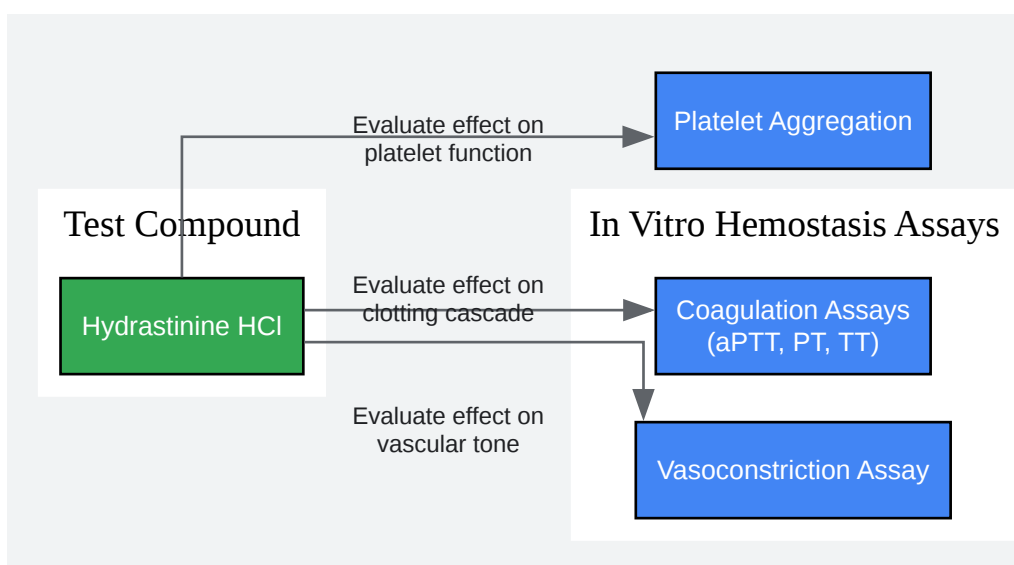 Evaluate effect on
platelet function
Platelet Aggregation
Test Compound
In Vitro Hemostasis Assays
Hydrastinine HCl
Evaluate effect on
clotting cascade
Coagulation Assays
(aPTT, PT, TT)
Evaluate effect on
vascular tone
Vasoconstriction Assay